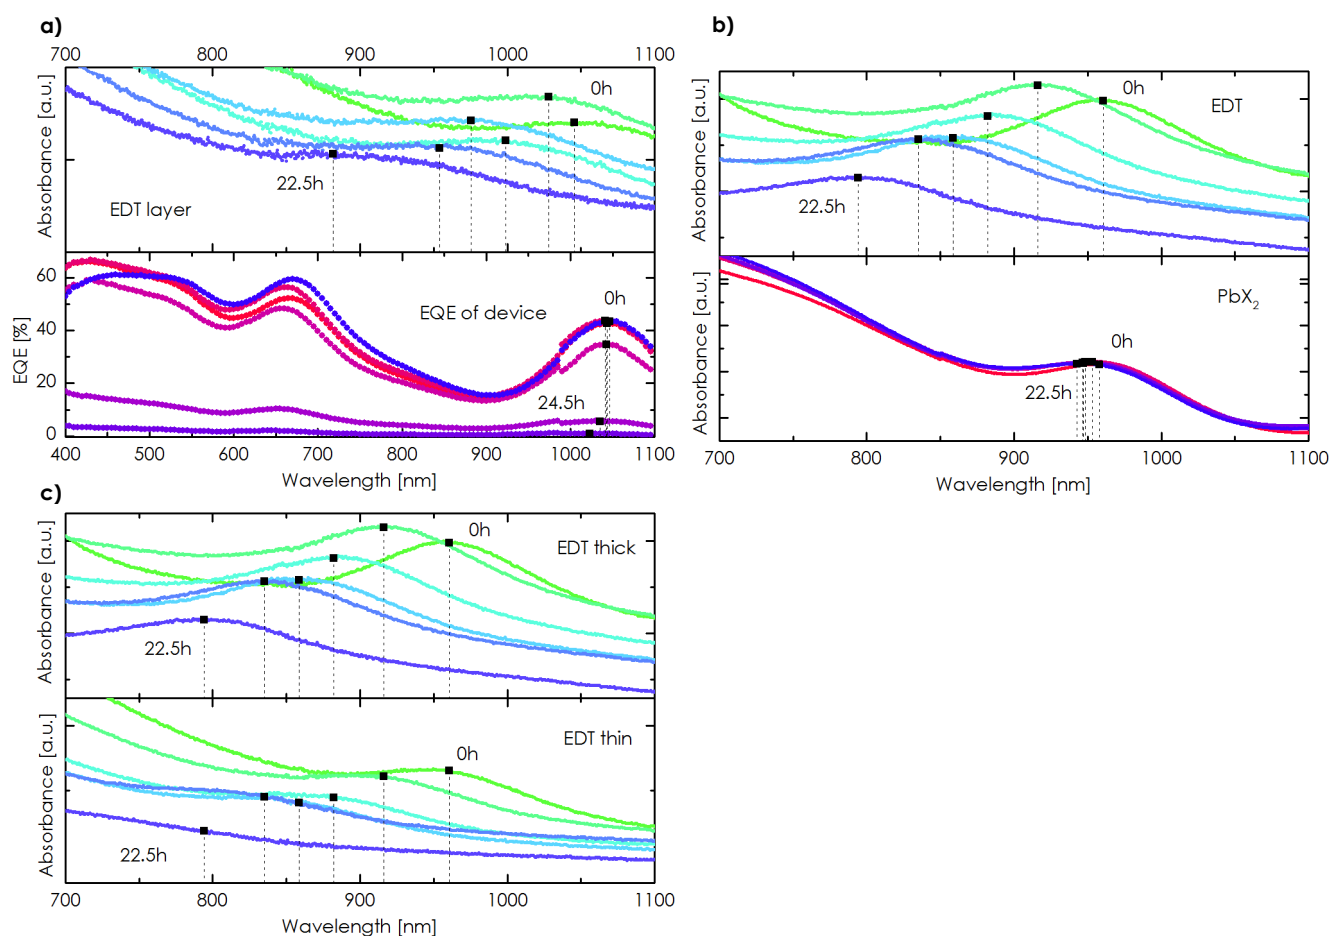 a)
700 800 900 1000 1100
Absorbance [a.u.]
0h
22.5h
EDT layer
60
40
20
0
EQE [%]
0h
EQE of device
24.5h
400 500 600 700 900 1000 1100
Wavelength [nm]
b)
Absorbance [a.u.]
0h
EDT
22.5h
Absorbance [a.u.]
PbX2
0h
22.5h
700 800 900 1000 1100
Wavelength [nm]
c)
Absorbance [a.u.]
0h
EDT thick
22.5h
Absorbance [a.u.]
0h
EDT thin
22.5h
700 800 900 1000 1100
Wavelength [nm]